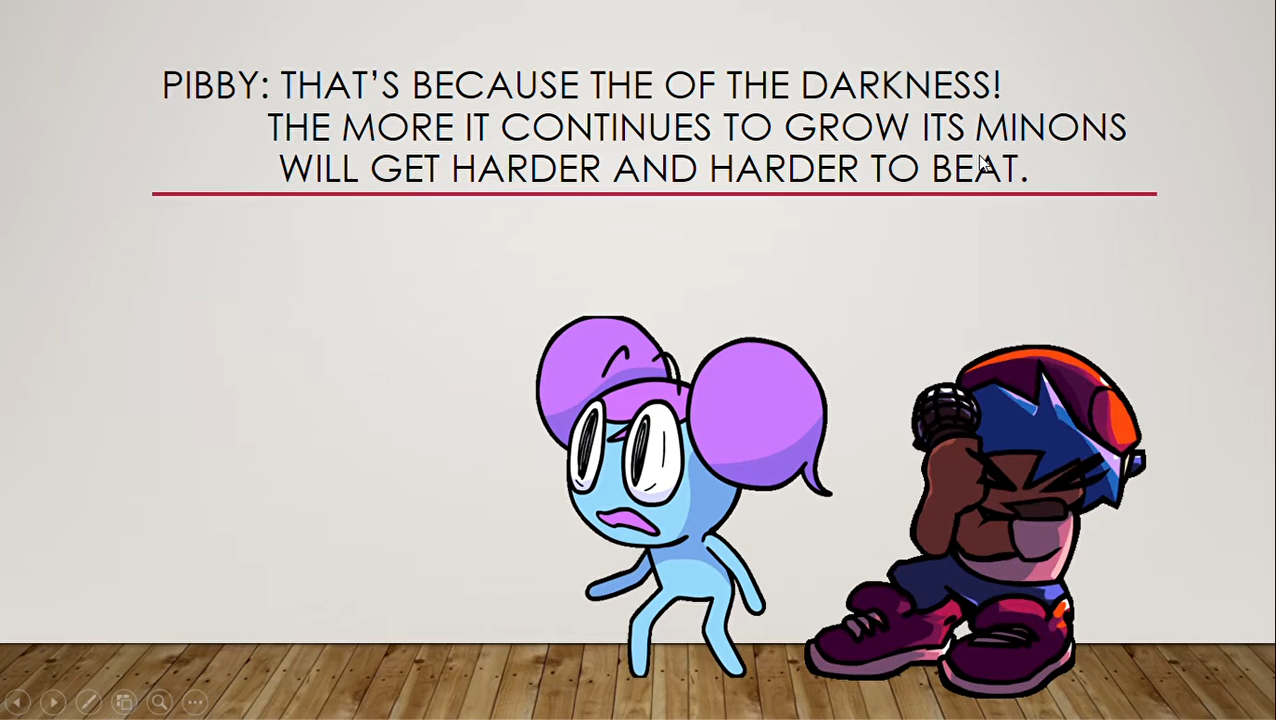 PIBBY: THAT'S BECAUSE THE OF THE DARKNESS!
THE MORE IT CONTINUES TO GROW ITS MINONS
WILL GET HARDER AND HARDER TO BEAT.